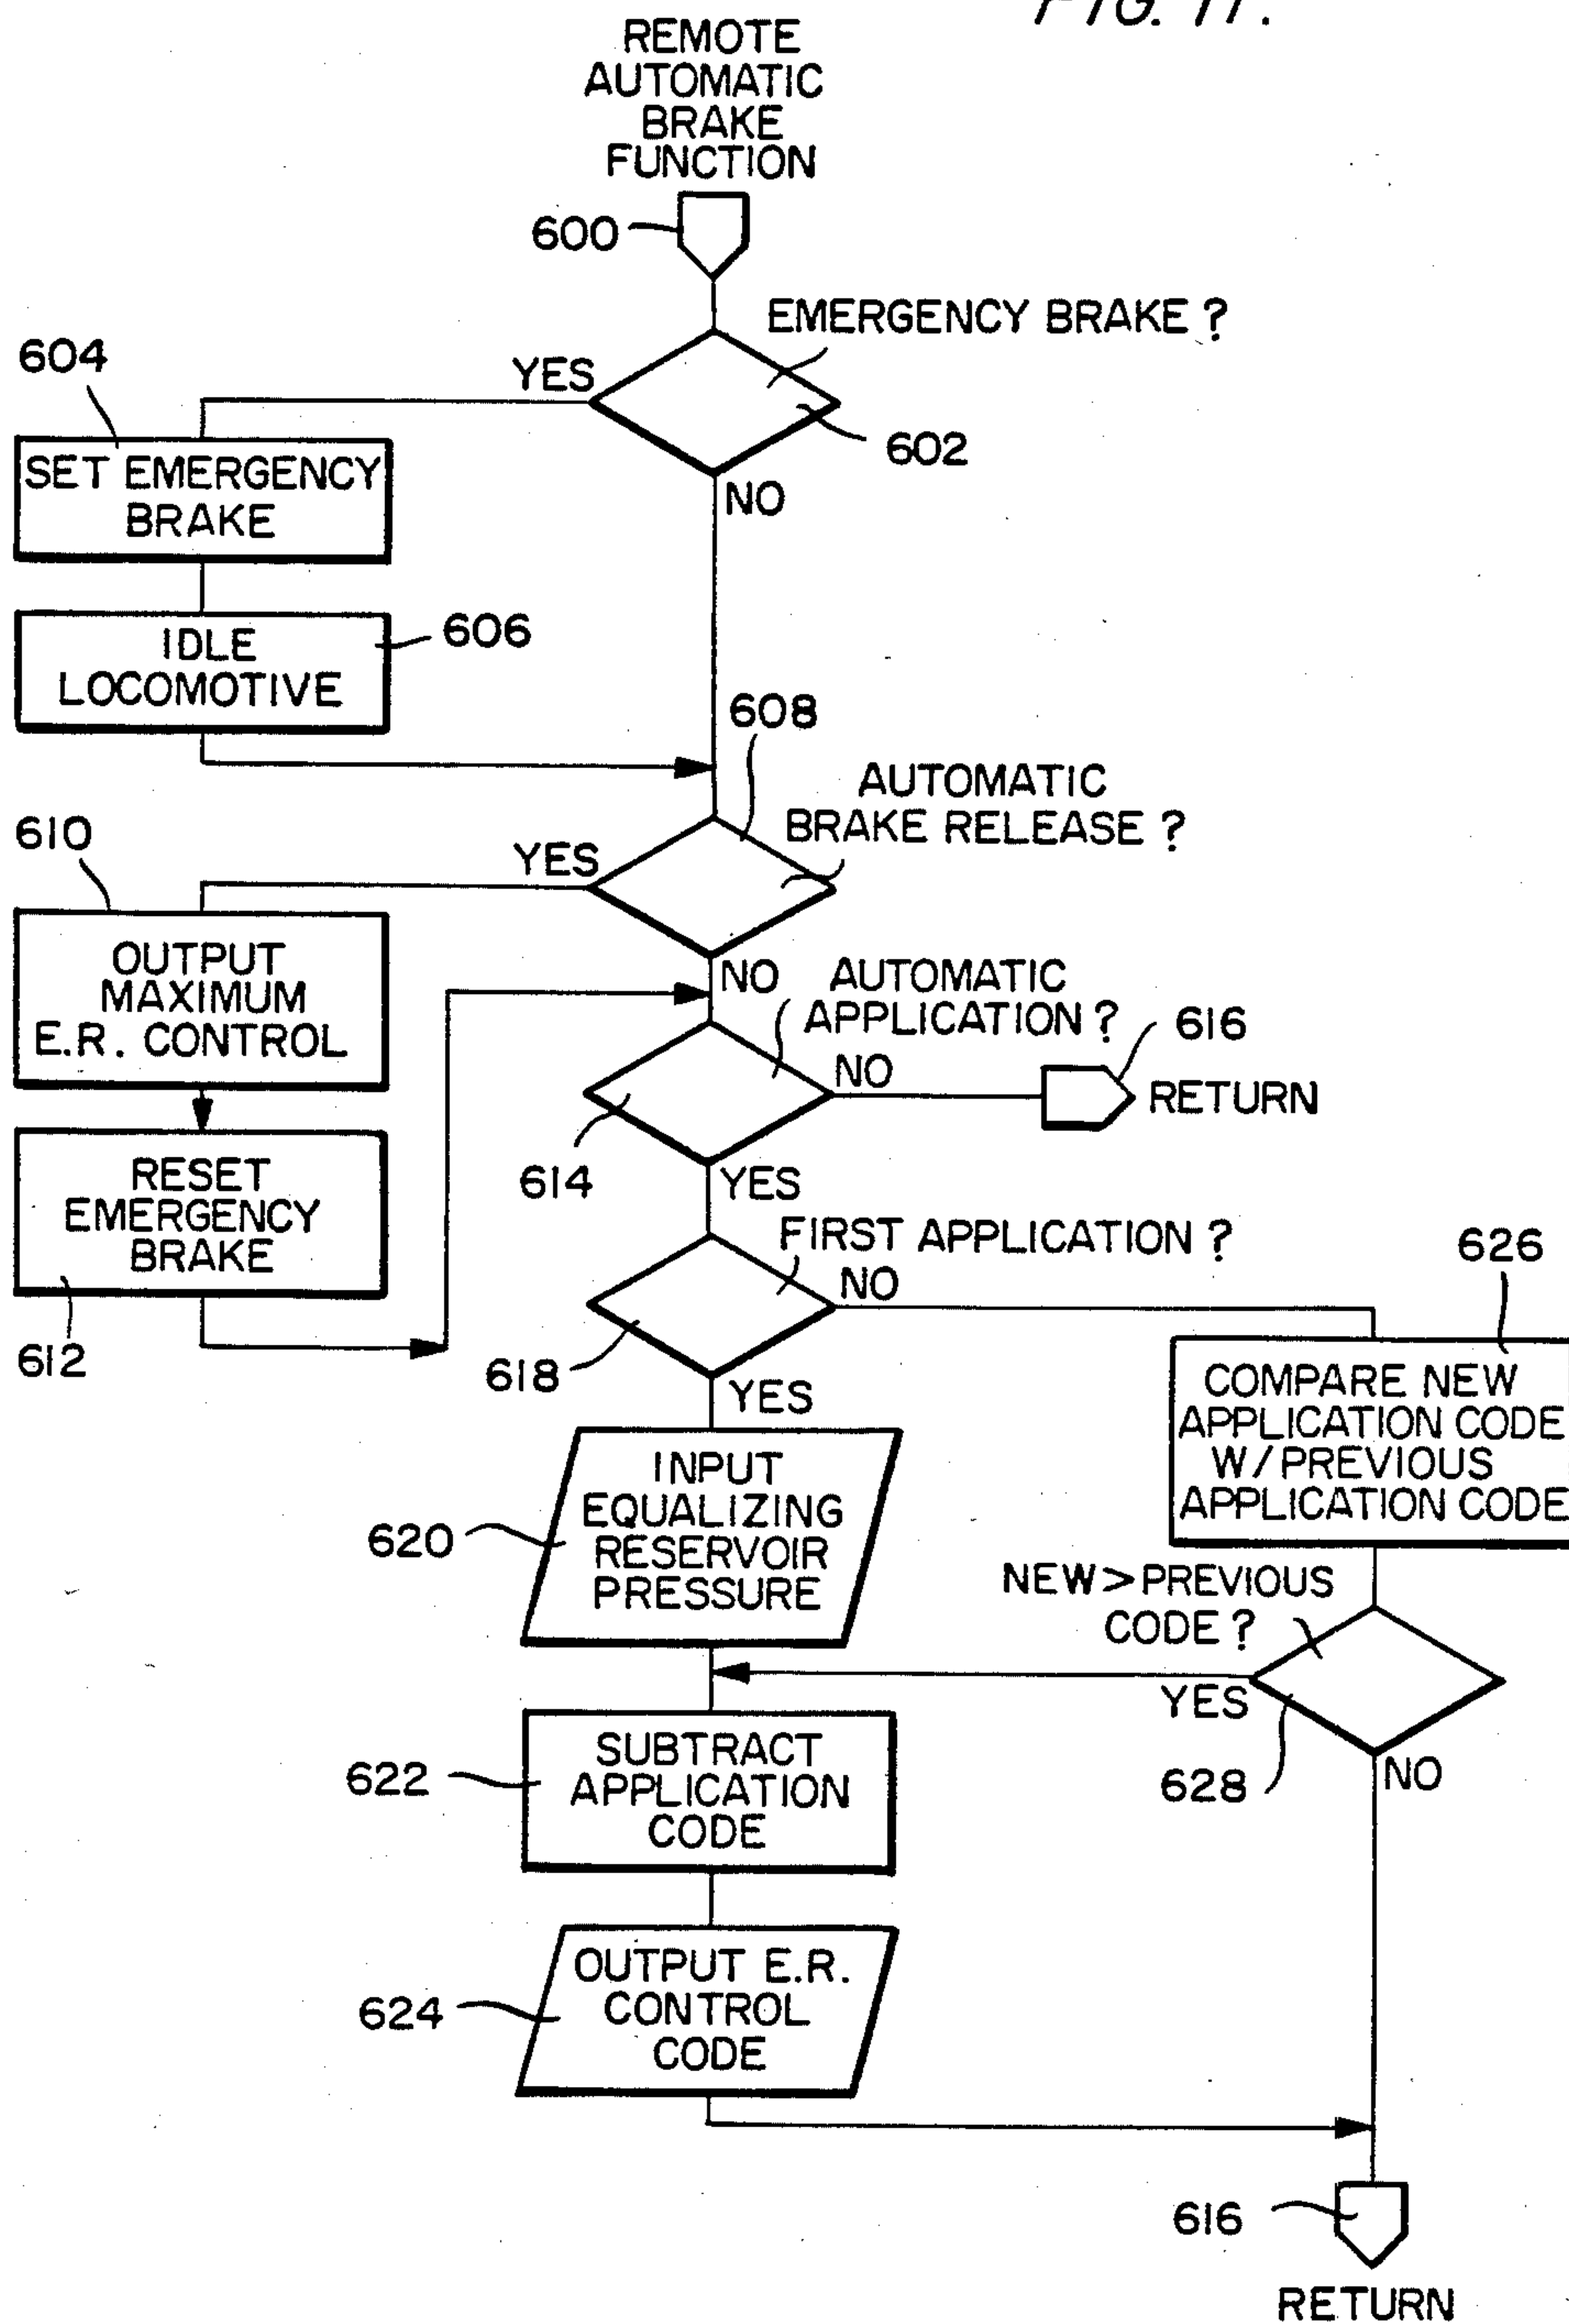 FIG. 11.
REMOTE
AUTOMATIC
BRAKE
FUNCTION
600
EMERGENCY BRAKE ?
YES
602
NO
604
SET EMERGENCY
BRAKE
IDLE
LOCOMOTIVE
606
608
AUTOMATIC
BRAKE RELEASE ?
YES
610
NO
OUTPUT
MAXIMUM
E.R. CONTROL
AUTOMATIC
APPLICATION ?
616
NO
RETURN
614
YES
RESET
EMERGENCY
BRAKE
612
FIRST APPLICATION ?
NO
618
YES
626
COMPARE NEW
APPLICATION CODE
W/PREVIOUS
APPLICATION CODE
INPUT
EQUALIZING
RESERVOIR
PRESSURE
620
NEW>PREVIOUS
CODE ?
YES
628
NO
SUBTRACT
APPLICATION
CODE
622
OUTPUT E.R.
CONTROL
CODE
624
616
RETURN